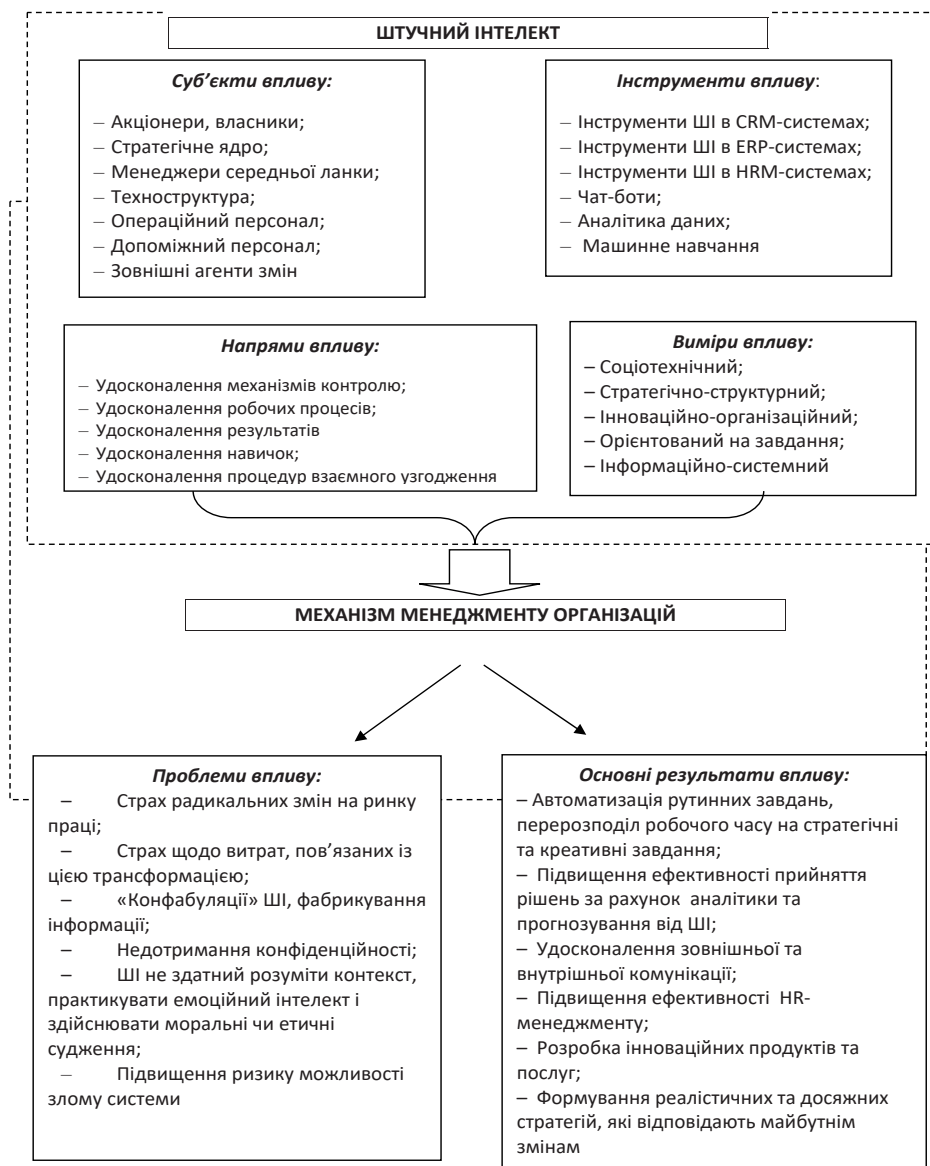 ШТУЧНИЙ ІНТЕЛЕКТ
Суб’єкти впливу:
– Акціонери, власники;
– Стратегічне ядро;
– Менеджери середньої ланки;
– Техноструктура;
– Операційний персонал;
– Допоміжний персонал;
– Зовнішні агенти змін
Інструменти впливу:
– Інструменти ШІ в CRM-системах;
– Інструменти ШІ в ERP-системах;
– Інструменти ШІ в HRM-системах;
– Чат-боти;
– Аналітика даних;
– Машинне навчання
Напрями впливу:
– Удосконалення механізмів контролю;
– Удосконалення робочих процесів;
– Удосконалення результатів
– Удосконалення навичок;
– Удосконалення процедур взаємного узгодження
Виміри впливу:
– Соціотехнічний;
– Стратегічно-структурний;
– Інноваційно-організаційний;
– Орієнтований на завдання;
– Інформаційно-системний
МЕХАНІЗМ МЕНЕДЖМЕНТУ ОРГАНІЗАЦІЙ
Проблеми впливу:
– Страх радикальних змін на ринку
праці;
– Страх щодо витрат, пов’язаних із
цією трансформацією;
– «Конфабуляції» ШІ, фабрикування
інформації;
– Недотримання конфіденційності;
– ШІ не здатний розуміти контекст,
практикувати емоційний інтелект і
здійснювати моральні чи етичні
судження;
– Підвищення ризику можливості
злому системи
Основні результати впливу:
– Автоматизація рутинних завдань,
перерозподіл робочого часу на стратегічні
та креативні завдання;
– Підвищення ефективності прийняття
рішень за рахунок аналітики та
прогнозування від ШІ;
– Удосконалення зовнішньої та
внутрішньої комунікації;
– Підвищення ефективності HR-
менеджменту;
– Розробка інноваційних продуктів та
послуг;
– Формування реалістичних та досяжних
стратегій, які відповідають майбутнім
змінам